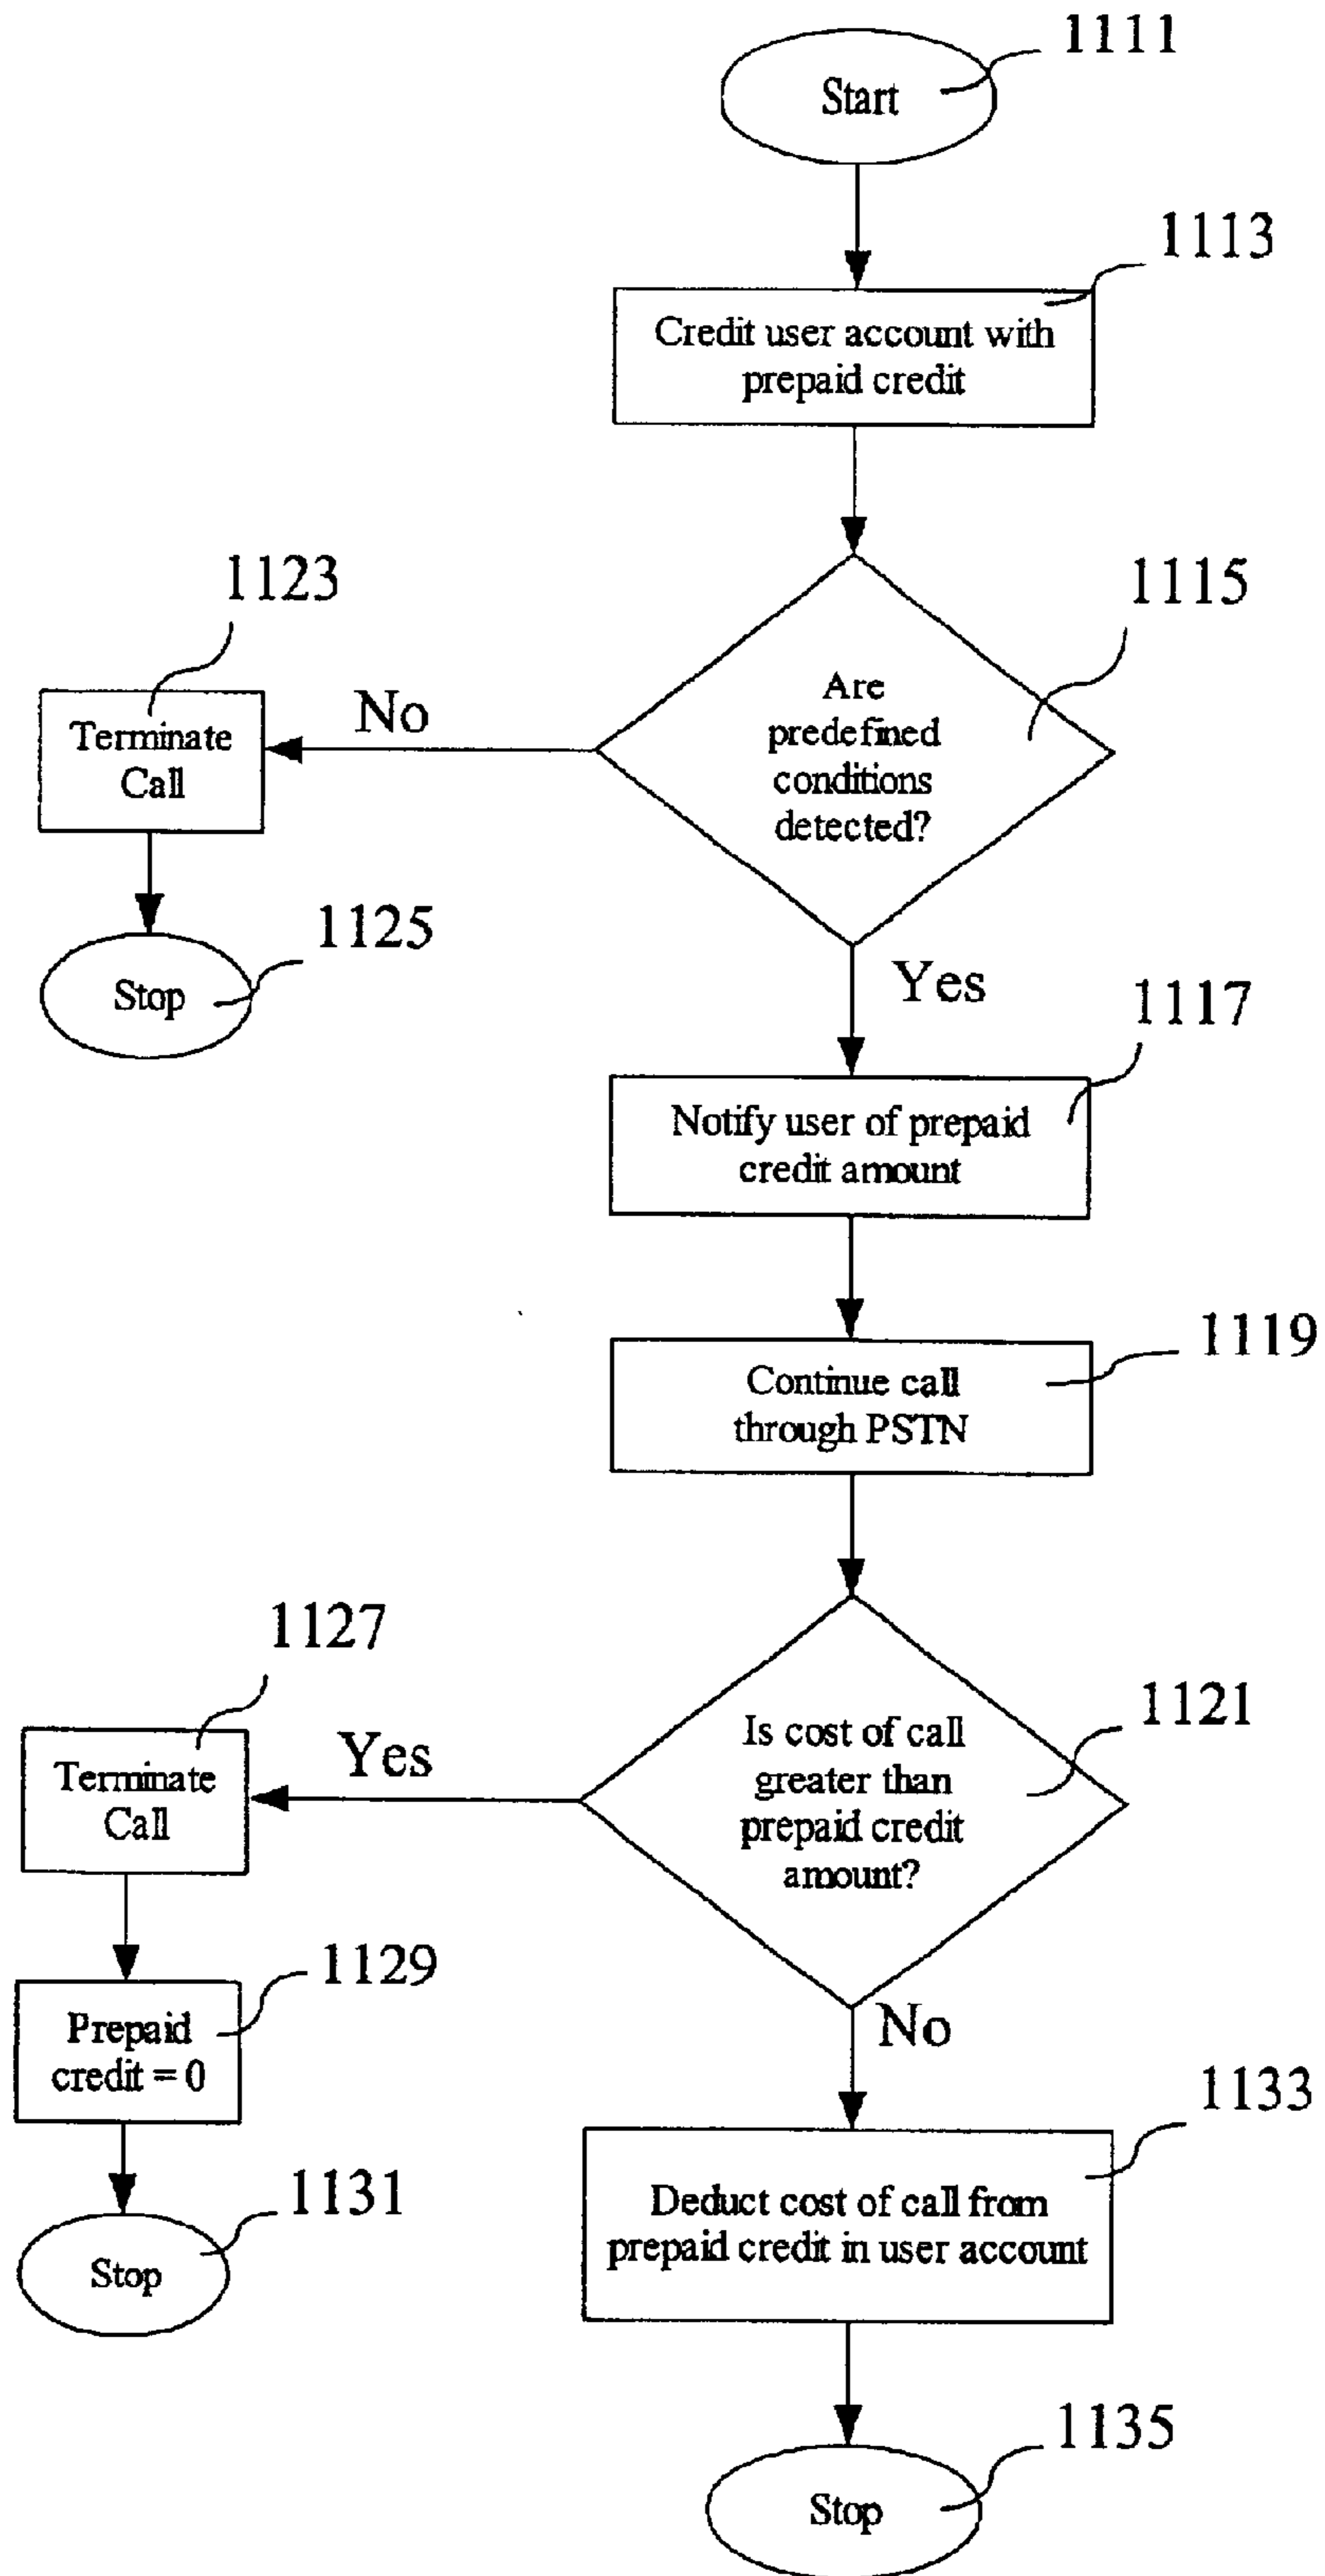 1111
Start
1113
Credit user account with
prepaid credit
1115
Are
predefined
conditions
detected?
No
1123
Terminate
Call
1125
Stop
Yes
1117
Notify user of prepaid
credit amount
1119
Continue call
through PSTN
1121
Is cost of call
greater than
prepaid credit
amount?
Yes
1127
Terminate
Call
1129
Prepaid
credit = 0
1131
Stop
No
1133
Deduct cost of call from
prepaid credit in user account
1135
Stop